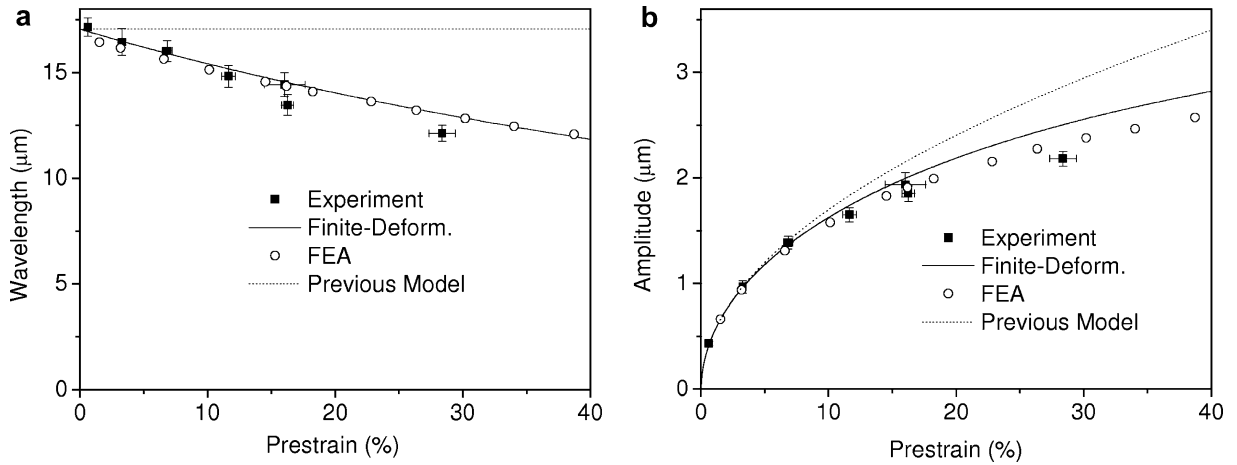 a
15
10
5
0
0
10
20
30
40
Wavelength (μm)
Prestrain (%)
Experiment
Finite-Deform.
FEA
Previous Model
b
3
2
1
0
0
10
20
30
40
Amplitude (μm)
Prestrain (%)
Experiment
Finite-Deform.
FEA
Previous Model